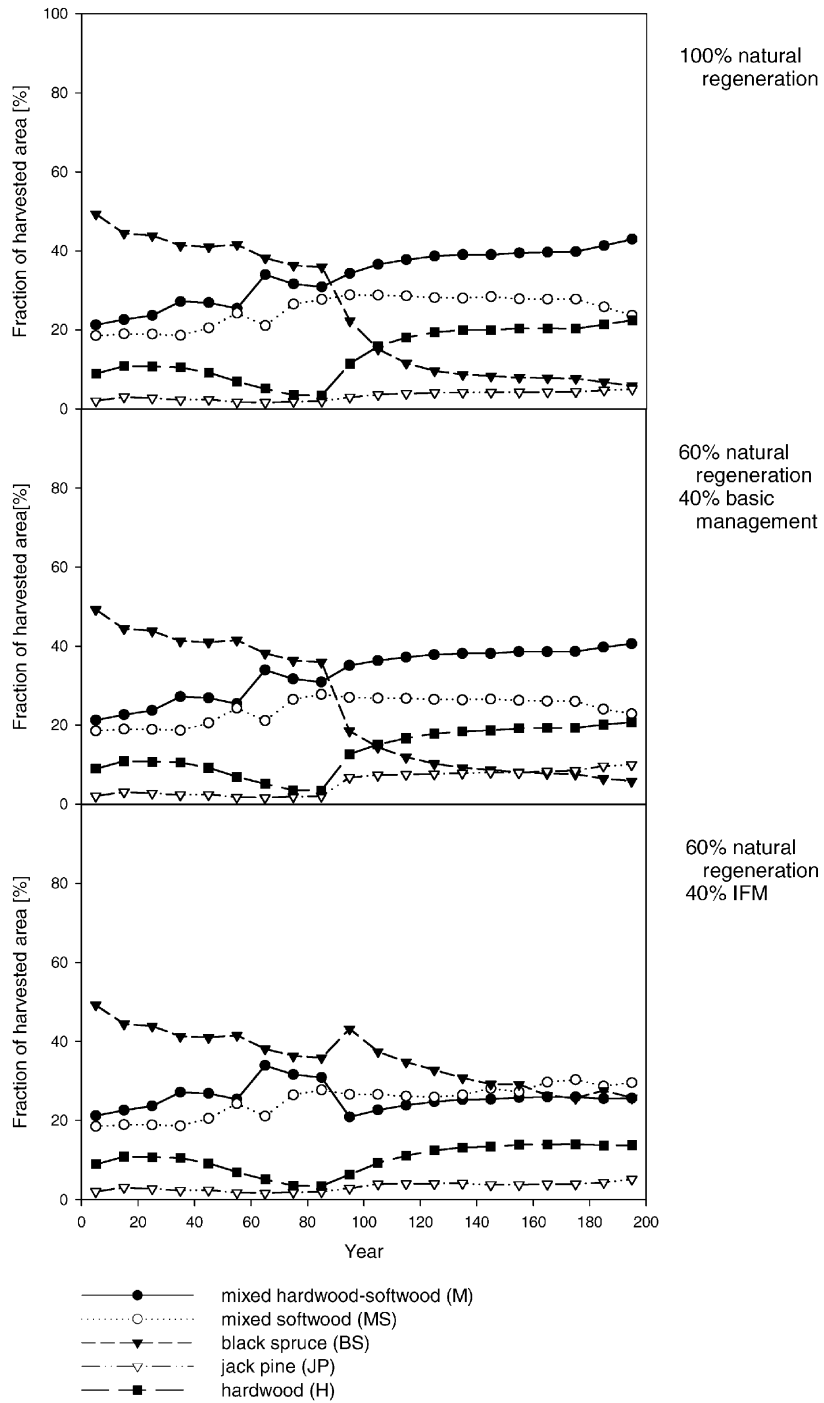 100
80
60
40
20
0
Fraction of harvested area [%]
100% natural
regeneration
80
60
40
20
0
Fraction of harvested area[%]
60% natural
regeneration
40% basic
management
80
60
40
20
0
Fraction of harvested area [%]
60% natural
regeneration
40% IFM
0 20 40 60 80 100 120 140 160 180 200
Year
mixed hardwood-softwood (M)
mixed softwood (MS)
black spruce (BS)
jack pine (JP)
hardwood (H)